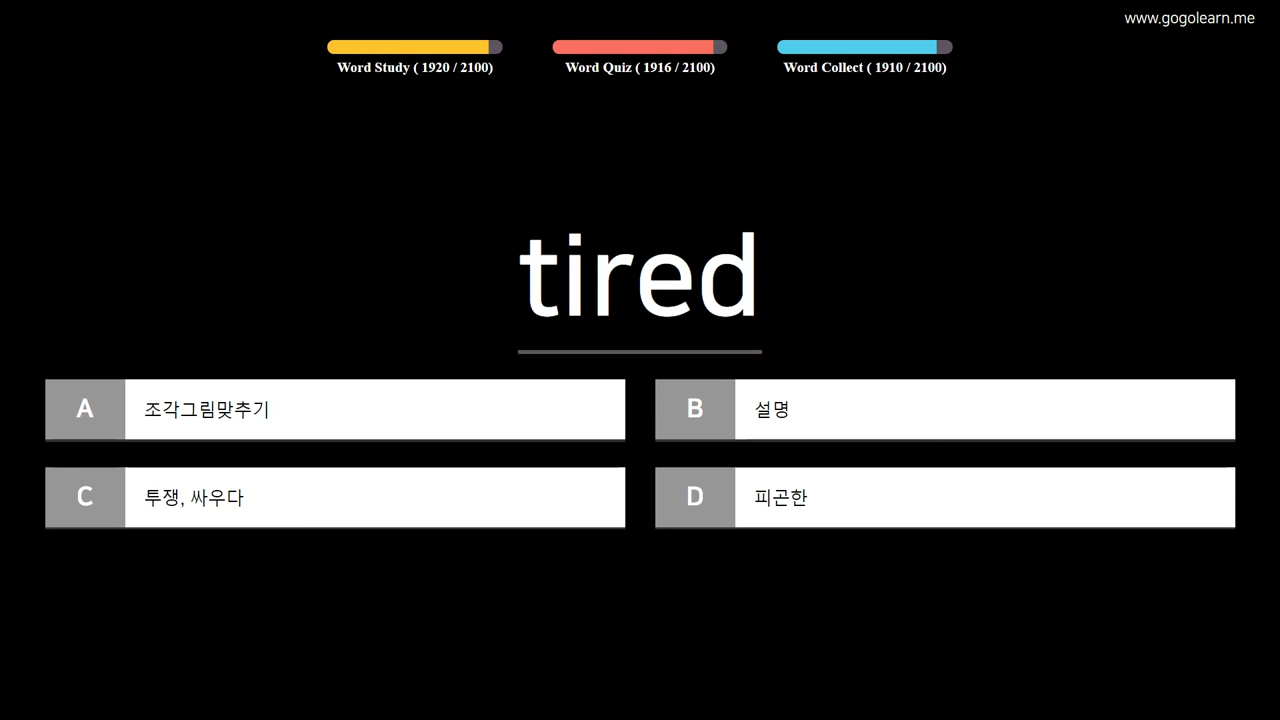 www.gogolearn.me
Word Study ( 1920 / 2100)
Word Quiz ( 1916 / 2100)
Word Collect ( 1910 / 2100)
tired
A 조각그림맞추기
B 설명
C 투쟁, 싸우다
D 피곤한